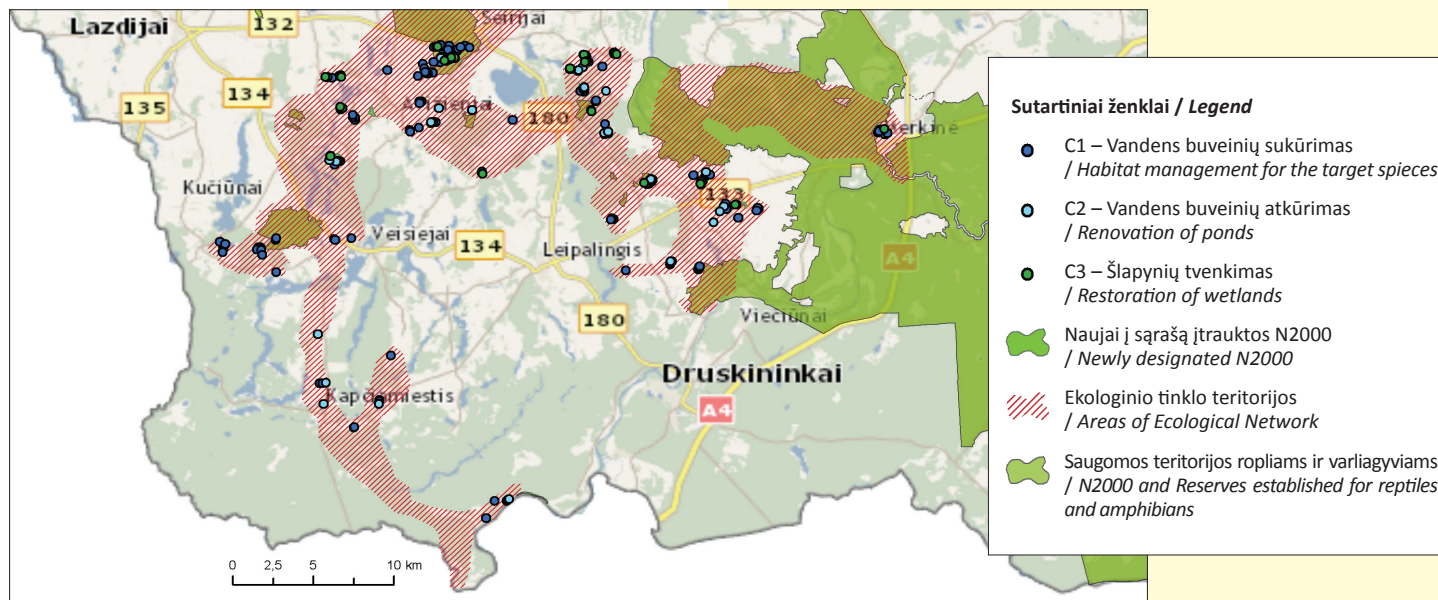 Lazdijai
132
Seirijai
134
135
180
Merkinė
Kučiūnai
133
Veisiejai
134
Leipalingis
A4
180
Vieciūnai
Druskininkai
A4
Kapčiamiestis
0 2,5 5 10 km
Sutartiniai ženklai / Legend
C1 – Vandens buveinių sukūrimas
/ Habitat management for the target spieces
C2 – Vandens buveinių atkūrimas
/ Renovation of ponds
C3 – Šlapynių tvenkimas
/ Restoration of wetlands
Naujai į sąrašą įtrauktos N2000
/ Newly designated N2000
Ekologinio tinklo teritorijos
/ Areas of Ecological Network
Saugomos teritorijos ropliams ir varliagyviams
/ N2000 and Reserves established for reptiles
and amphibians